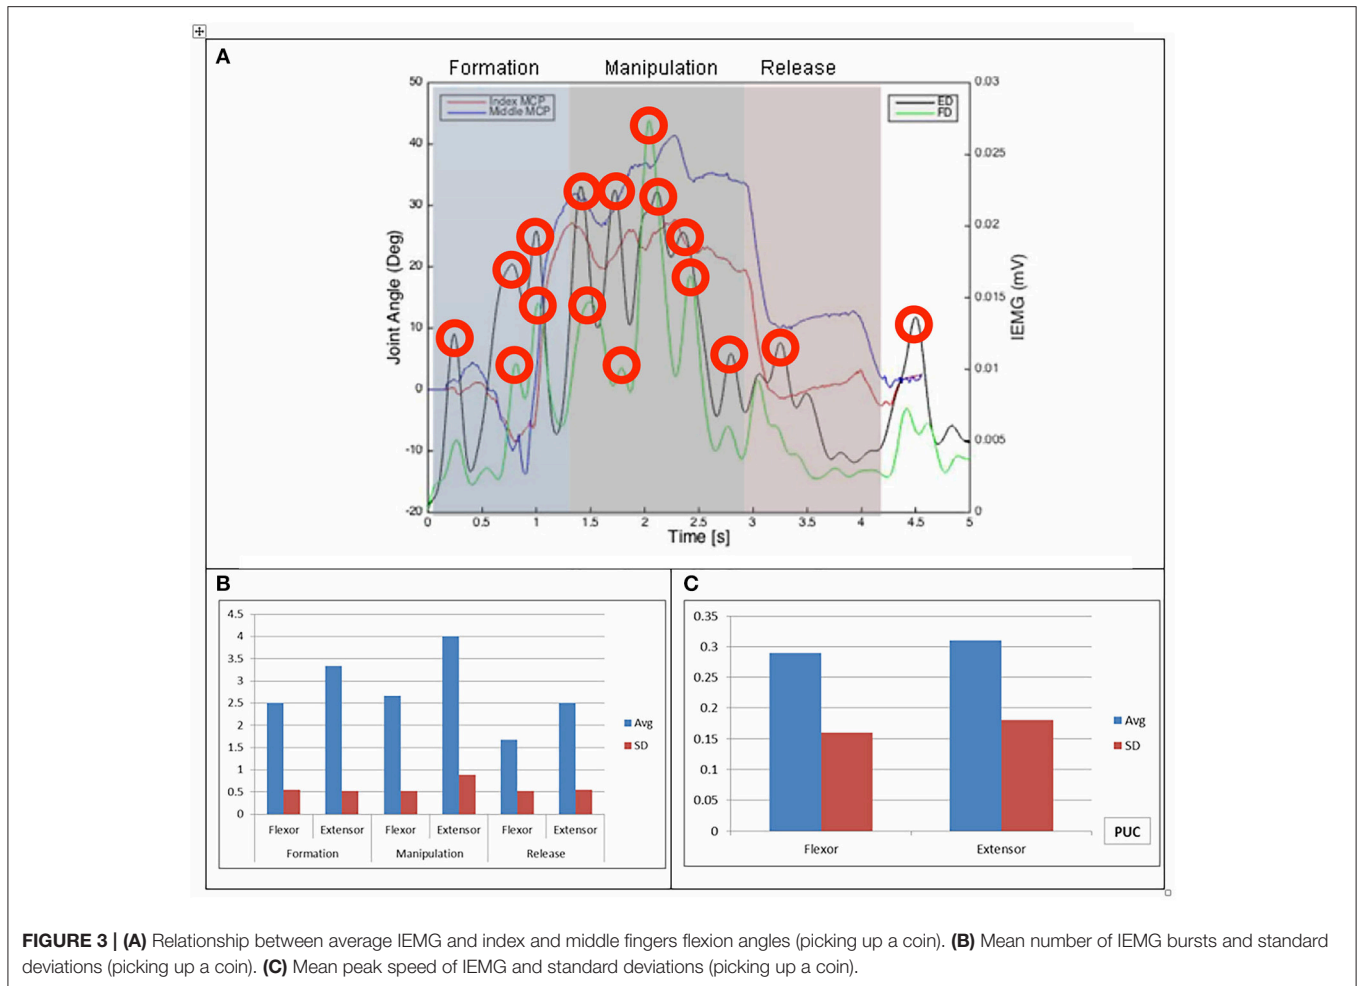 A
Formation Manipulation Release
50
40
30
20
10
0
-10
-20
Joint Angle (Deg)
Index MCP
Middle MCP
ED
FD
0.03
0.025
0.02
0.015
0.01
0.005
0
IEMG (mV)
0 0.5 1 1.5 2 2.5 3 3.5 4 4.5 5
Time [s]
B
4.5
4
3.5
3
2.5
2
1.5
1
0.5
0
Flexor Extensor Flexor Extensor Flexor Extensor
Formation Manipulation Release
Avg
SD
C
0.35
0.3
0.25
0.2
0.15
0.1
0.05
0
Flexor Extensor
Avg
SD
PUC
FIGURE 3 | (A) Relationship between average IEMG and index and middle fingers flexion angles (picking up a coin). (B) Mean number of IEMG bursts and standard
deviations (picking up a coin). (C) Mean peak speed of IEMG and standard deviations (picking up a coin).